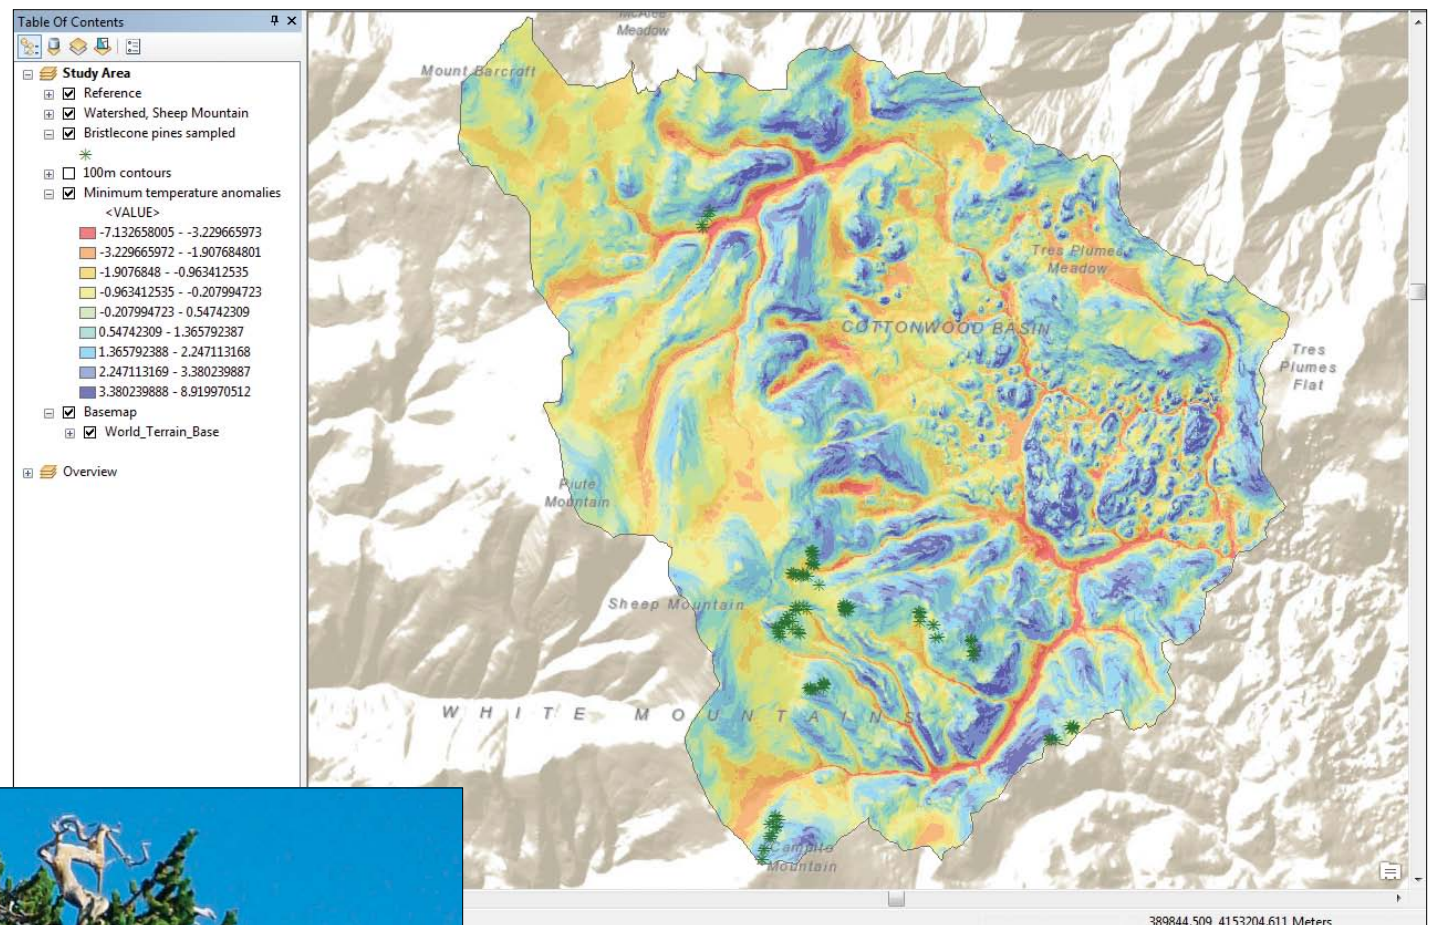 Table Of Contents
Study Area
Reference
Watershed, Sheep Mountain
Bristlecone pines sampled
100m contours
Minimum temperature anomalies
<VALUE>
-7.132658005 - -3.229665973
-3.229665972 - -1.907684801
-1.9076848 - -0.963412535
-0.963412535 - -0.207994723
-0.207994723 - 0.54742309
0.54742309 - 1.365792387
1.365792388 - 2.247113168
2.247113169 - 3.380239887
3.380239888 - 8.919970512
Basemap
World_Terrain_Base
Overview
Meadow
Mount Barcroft
Tres Plumes
Meadow
COTTONWOOD BASIN
Tres
Plumes
Flat
Piute
Mountain
Sheep Mountain
WHITE MOUNTAINS
Campito
Mountain
389844.509 4153204.611 Meters